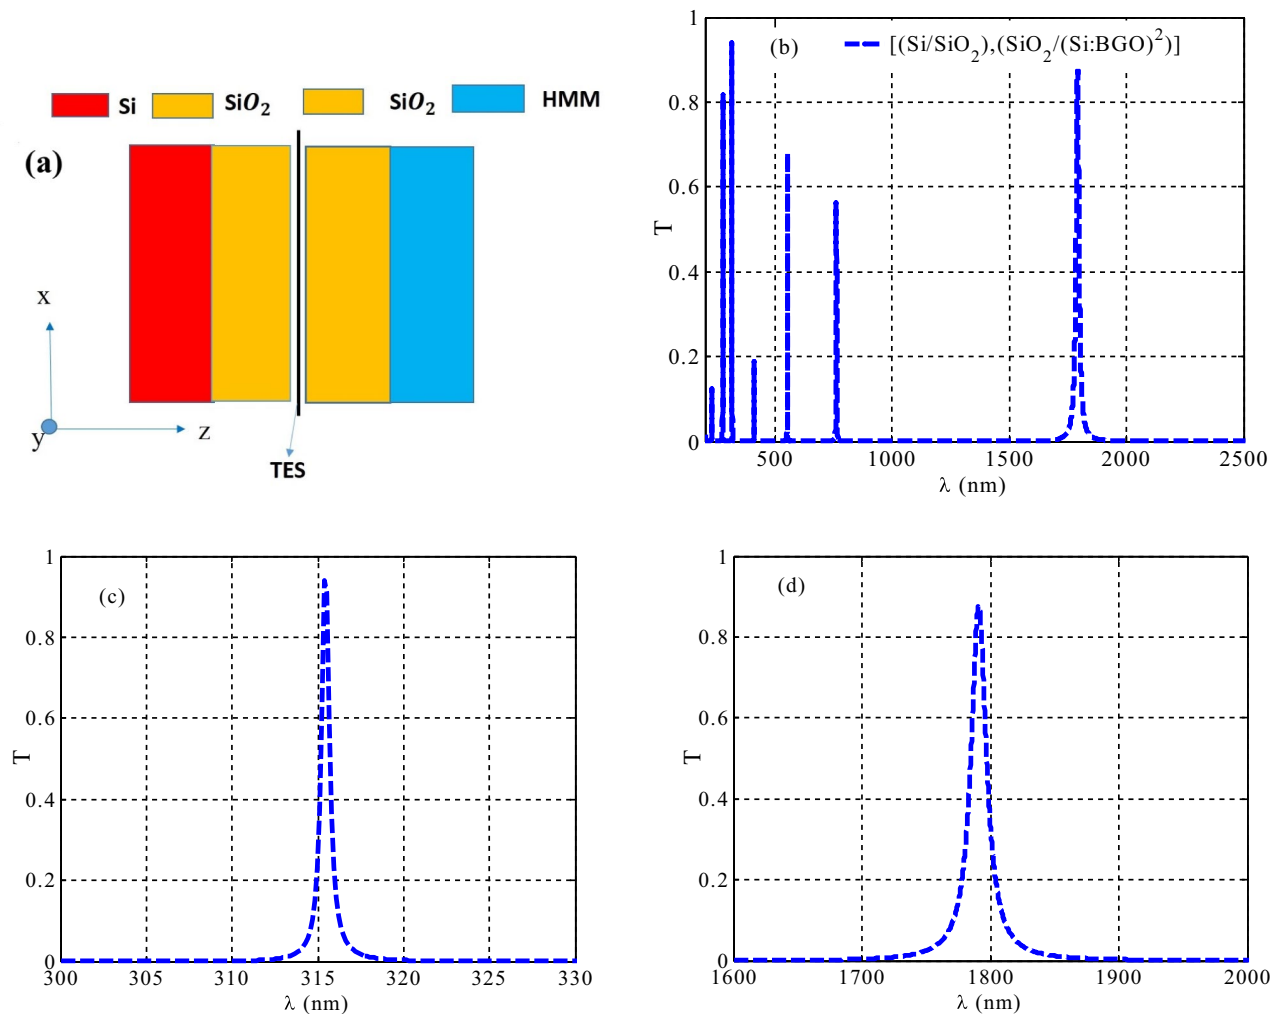 Si SiO₂ SiO₂ HMM
(a)
x
y
z
TES
(b)
[(Si/SiO₂),(SiO₂/(Si:BGO)²)]
1
0.8
0.6
0.4
0.2
0
T
500 1000 1500 2000 2500
λ (nm)
(c)
1
0.8
0.6
0.4
0.2
0
T
300 305 310 315 320 325 330
λ (nm)
(d)
1
0.8
0.6
0.4
0.2
0
T
1600 1700 1800 1900 2000
λ (nm)